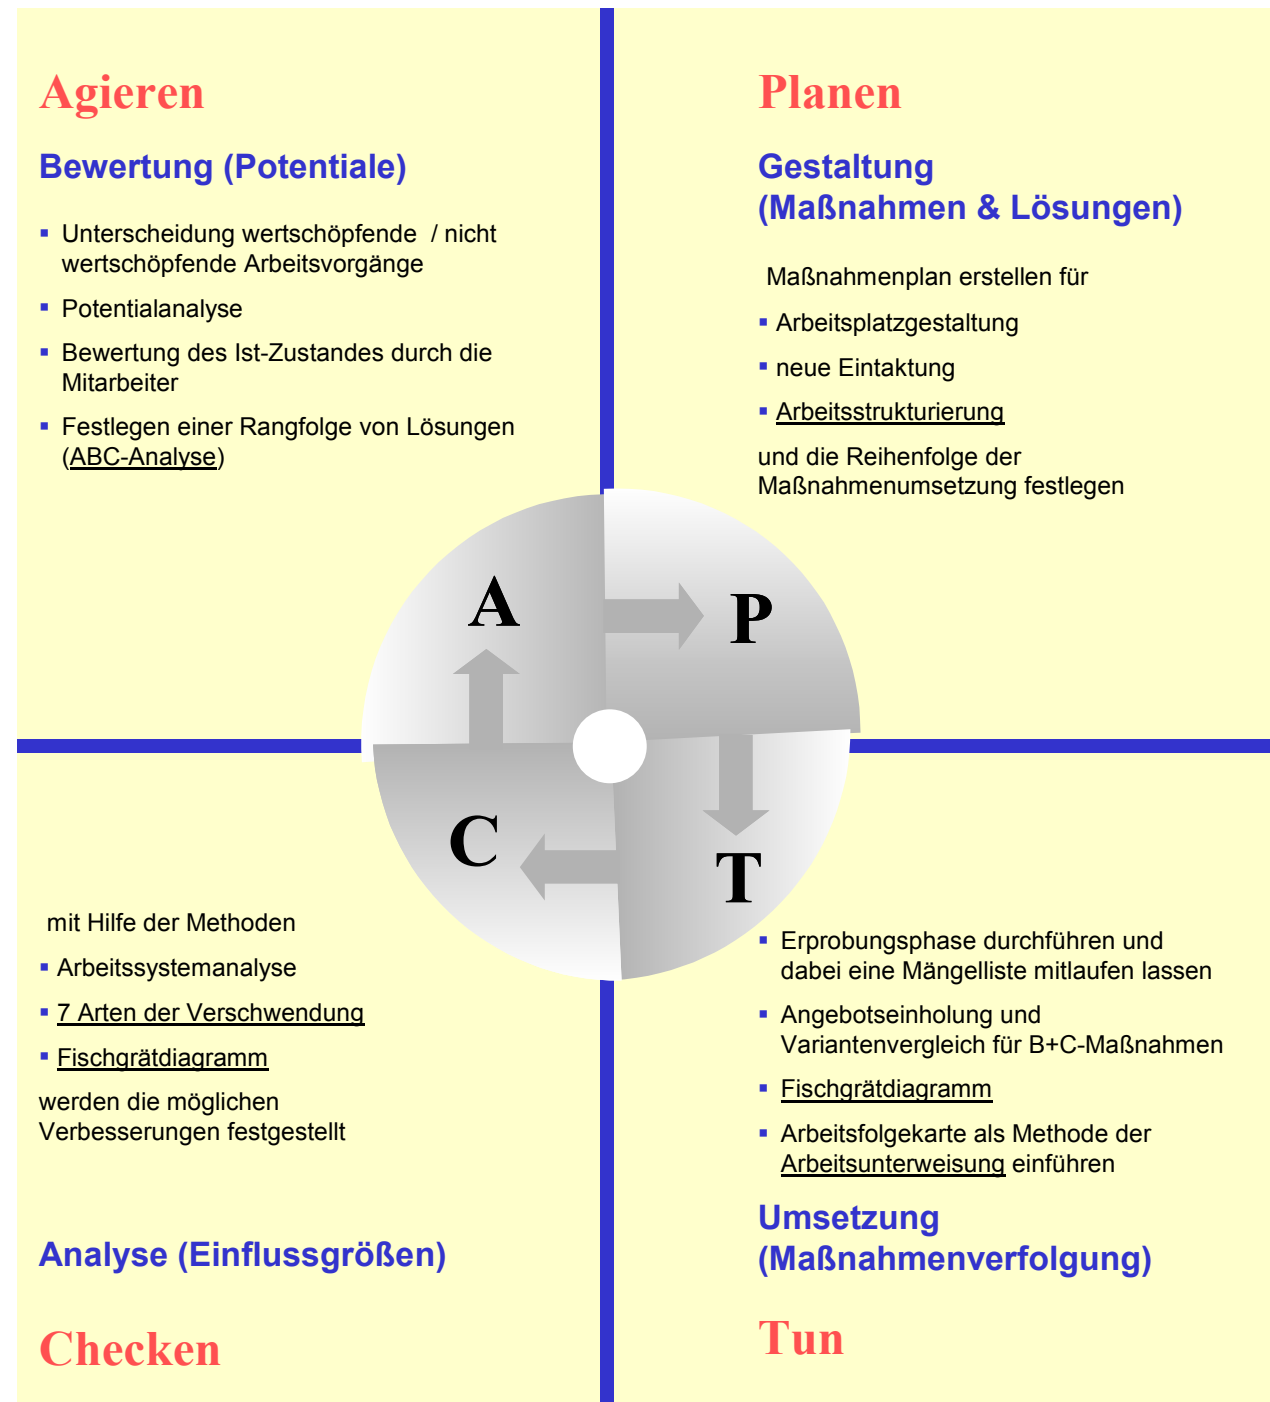 Agieren
Bewertung (Potentiale)
▪ Unterscheidung wertschöpfende / nicht
wertschöpfende Arbeitsvorgänge
▪ Potentialanalyse
▪ Bewertung des Ist-Zustandes durch die
Mitarbeiter
▪ Festlegen einer Rangfolge von Lösungen
(ABC-Analyse)
Planen
Gestaltung
(Maßnahmen & Lösungen)
Maßnahmenplan erstellen für
▪ Arbeitsplatzgestaltung
▪ neue Eintaktung
▪ Arbeitsstrukturierung
und die Reihenfolge der
Maßnahmenumsetzung festlegen
A
P
C
T
mit Hilfe der Methoden
▪ Arbeitssystemanalyse
▪ 7 Arten der Verschwendung
▪ Fischgrätdiagramm
werden die möglichen
Verbesserungen festgestellt
Analyse (Einflussgrößen)
Checken
▪ Erprobungsphase durchführen und
dabei eine Mängelliste mitlaufen lassen
▪ Angebotseinholung und
Variantenvergleich für B+C-Maßnahmen
▪ Fischgrätdiagramm
▪ Arbeitsfolgekarte als Methode der
Arbeitsunterweisung einführen
Umsetzung
(Maßnahmenverfolgung)
Tun